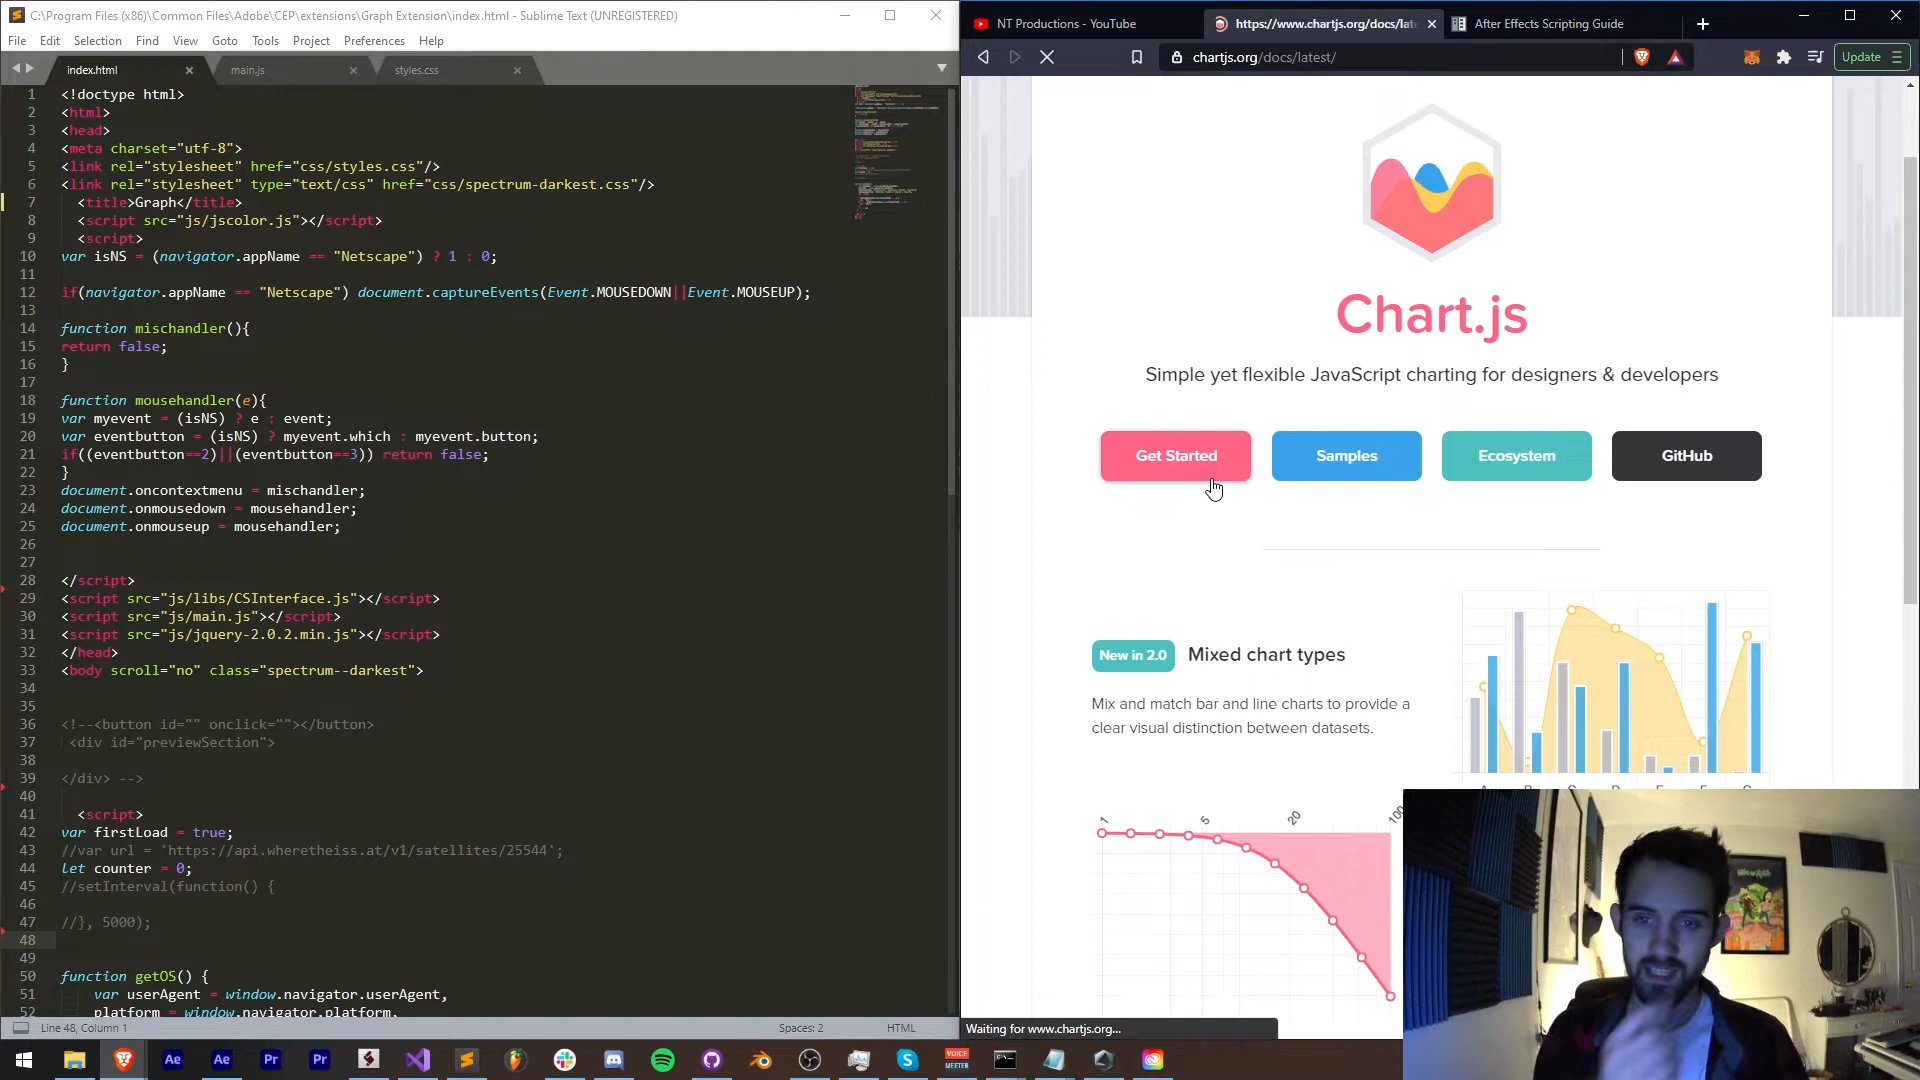 C:\Program Files (x86)\Common Files\Adobe\CEP\extensions\Graph Extension\index.html - Sublime Text (UNREGISTERED)
File Edit Selection Find View Goto Tools Project Preferences Help
index.html main.js styles.css
1 <!doctype html>
2 <html>
3 <head>
4 <meta charset="utf-8">
5 <link rel="stylesheet" href="css/styles.css"/>
6 <link rel="stylesheet" type="text/css" href="css/spectrum-darkest.css"/>
7 <title>Graph</title>
8 <script src="js/jscolor.js"></script>
9 <script>
10 var isNS = (navigator.appName == "Netscape") ? 1 : 0;
11
12 if(navigator.appName == "Netscape") document.captureEvents(Event.MOUSEDOWN||Event.MOUSEUP);
13
14 function mischandler(){
15 return false;
16 }
17
18 function mousehandler(e){
19 var myevent = (isNS) ? e : event;
20 var eventbutton = (isNS) ? myevent.which : myevent.button;
21 if((eventbutton==2)||(eventbutton==3)) return false;
22 }
23 document.oncontextmenu = mischandler;
24 document.onmousedown = mousehandler;
25 document.onmouseup = mousehandler;
26
27
28 </script>
29 <script src="js/libs/CSInterface.js"></script>
30 <script src="js/main.js"></script>
31 <script src="js/jquery-2.0.2.min.js"></script>
32 </head>
33 <body scroll="no" class="spectrum--darkest">
34
35
36 <!--<button id="" onclick=""></button>
37 <div id="previewSection">
38
39 </div> -->
40
41 <script>
42 var firstLoad = true;
43 //var url = 'https://api.wheretheiss.at/v1/satellites/25544';
44 let counter = 0;
45 //setInterval(function() {
46
47 //}, 5000);
48
49
50 function getOS() {
51 var userAgent = window.navigator.userAgent,
52 platform = window.navigator.platform,
Line 48, Column 1 Spaces: 2 HTML
NT Productions - YouTube https://www.chartjs.org/docs/lat After Effects Scripting Guide
chartjs.org/docs/latest/ Update
Chart.js
Simple yet flexible JavaScript charting for designers & developers
Get Started Samples Ecosystem GitHub
New in 2.0 Mixed chart types
Mix and match bar and line charts to provide a
clear visual distinction between datasets.
1 5 20 100
Waiting for www.chartjs.org...
Ae Ae Pr Pr VOICE MEETER